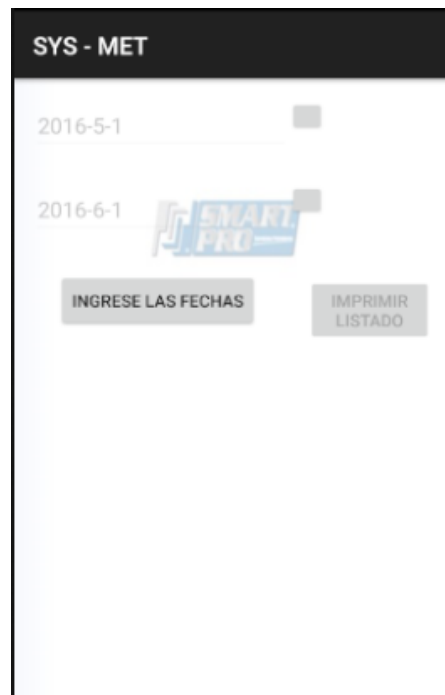 SYS - MET
2016-5-1
2016-6-1
SMART.
PRO
INGRESE LAS FECHAS
IMPRIMIR
LISTADO